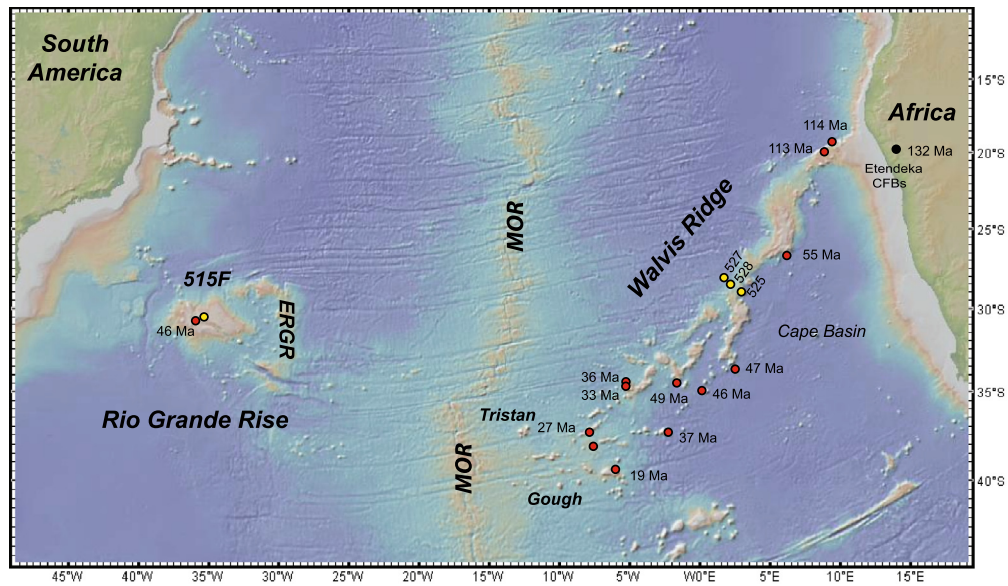 South
America
15°S
Africa
114 Ma
113 Ma
132 Ma
20°S
Etendeka
CFBs
MOR
Walvis Ridge
25°S
55 Ma
527
528
525
515F
ERGR
46 Ma
30°S
Cape Basin
47 Ma
36 Ma
33 Ma
49 Ma
46 Ma
35°S
Rio Grande Rise
Tristan
27 Ma
37 Ma
MOR
19 Ma
40°S
Gough
45°W
40°W
35°W
30°W
25°W
20°W
15°W
10°W
5°W
0°E
5°E
10°E
15°E